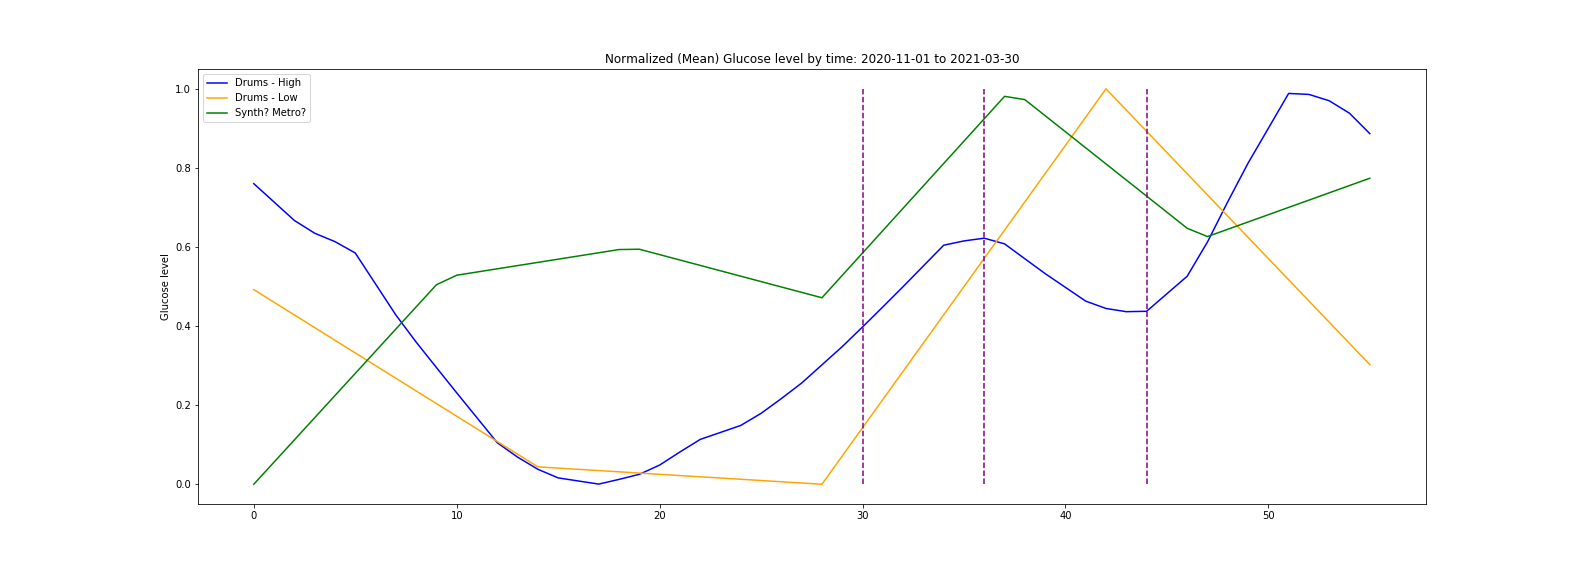 Normalized (Mean) Glucose level by time: 2020-11-01 to 2021-03-30
Drums - High
Drums - Low
Synth? Metro?
Glucose level
1.0
0.8
0.6
0.4
0.2
0.0
0 10 20 30 40 50